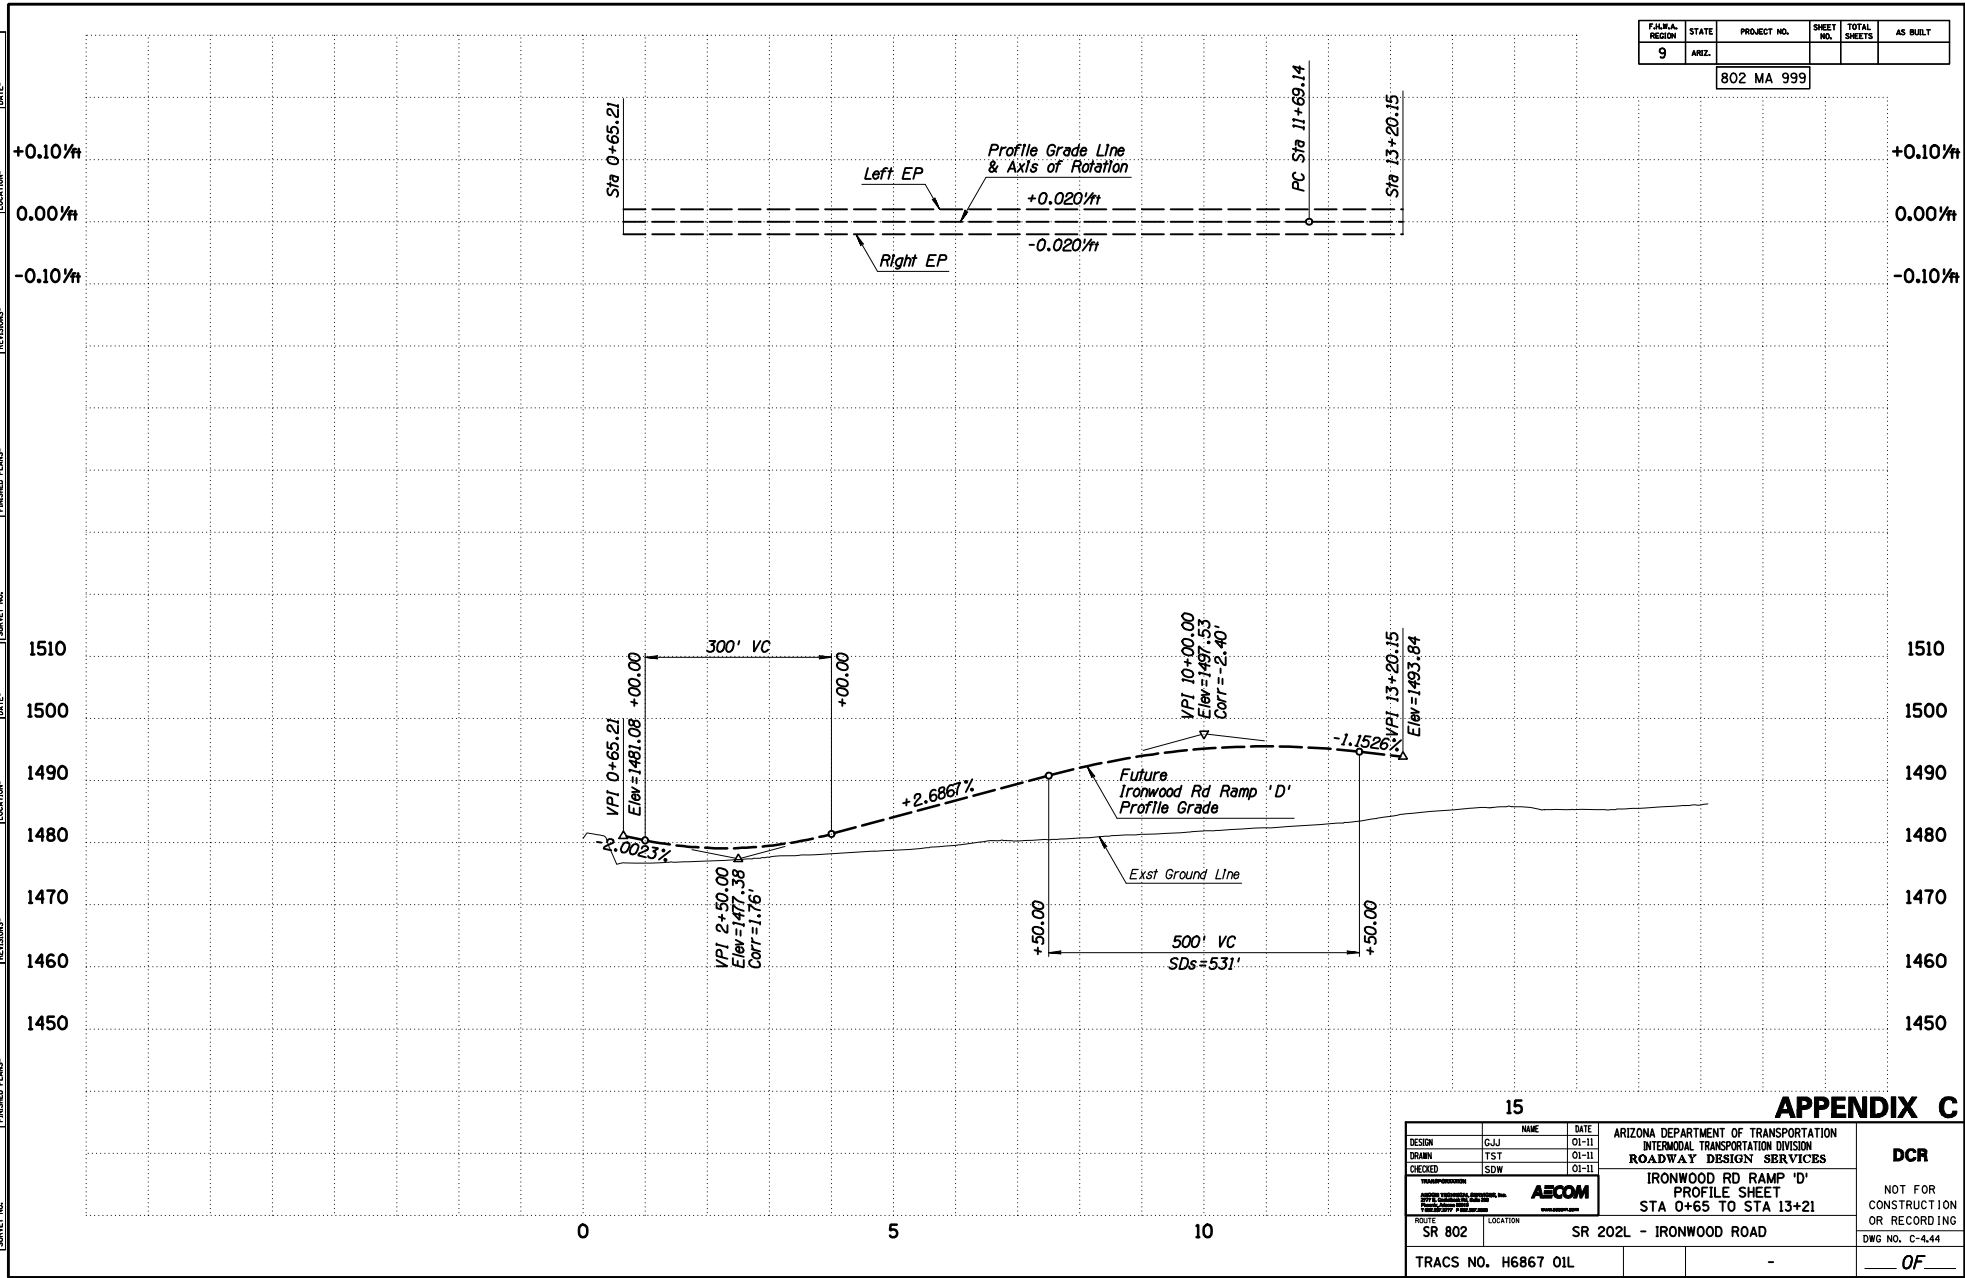 F.H.W.A. REGION
STATE
PROJECT NO.
SHEET NO.
TOTAL SHEETS
AS BUILT
9
ARIZ.
802 MA 999
+0.10'/ft
0.00'/ft
-0.10'/ft
+0.10'/ft
0.00'/ft
-0.10'/ft
Sta 0+65.21
Left EP
Profile Grade Line
& Axis of Rotation
+0.020'/ft
-0.020'/ft
Right EP
PC Sta 11+69.14
Sta 13+20.15
1510
1500
1490
1480
1470
1460
1450
1510
1500
1490
1480
1470
1460
1450
VPI 0+65.21
Elev=1481.08
+00.00
300' VC
+00.00
-2.0023%
VPI 2+50.00
Elev=1477.38
Corr=1.76'
+2.6867%
Future
Ironwood Rd Ramp 'D'
Profile Grade
Exst Ground Line
VPI 10+00.00
Elev=1497.53
Corr=-2.40'
-1.1526%
VPI 13+20.15
Elev=1493.84
+50.00
500' VC
SDs=531'
+50.00
0
5
10
15
APPENDIX C
NAME
DATE
DESIGN GJJ 01-11
DRAWN TST 01-11
CHECKED SDW 01-11
ARIZONA DEPARTMENT OF TRANSPORTATION
INTERMODAL TRANSPORTATION DIVISION
ROADWAY DESIGN SERVICES
DCR
TRANSPORTATION
AECOM
IRONWOOD RD RAMP 'D'
PROFILE SHEET
STA 0+65 TO STA 13+21
NOT FOR
CONSTRUCTION
OR RECORDING
ROUTE
SR 802
LOCATION
SR 202L - IRONWOOD ROAD
DWG NO. C-4.44
TRACS NO. H6867 01L
-
OF